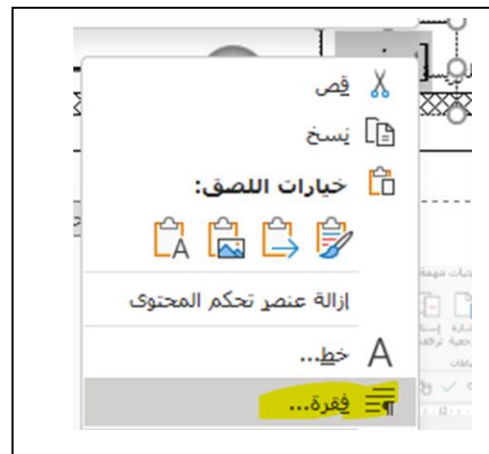 قص
نسخ
خيارات اللصق:
إزالة عنصر تحكم المحتوى
خط...
فقرة...